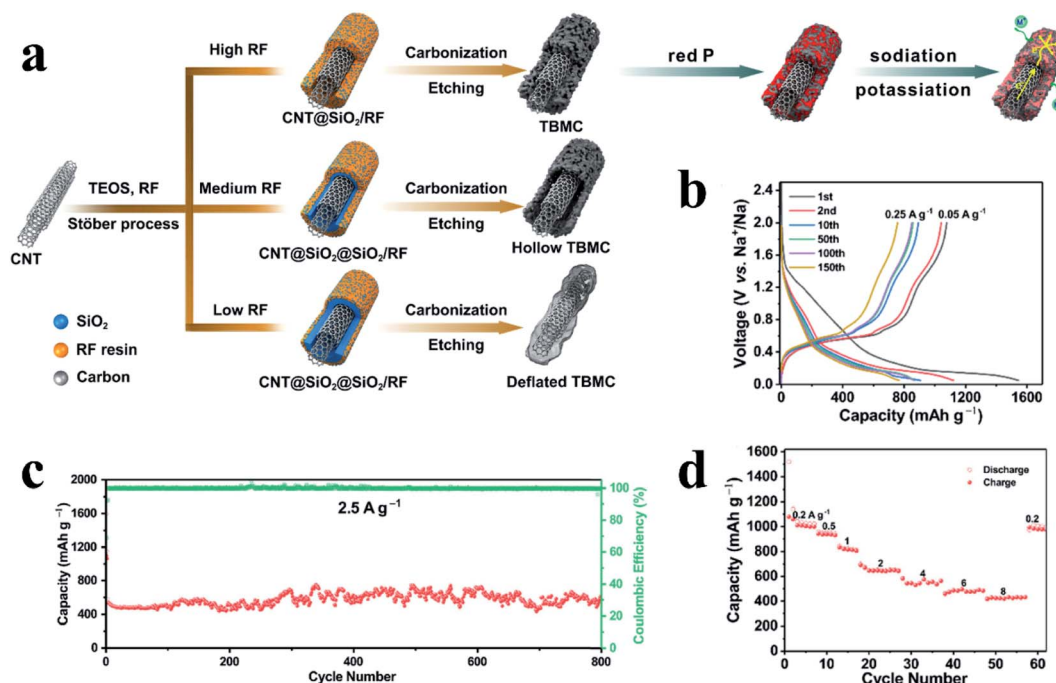 a
High RF
CNT@SiO₂/RF
Carbonization
Etching
TBMC
red P
sodiation
potassiation
M⁺
CNT
TEOS, RF
Stöber process
Medium RF
CNT@SiO₂@SiO₂/RF
Carbonization
Etching
Hollow TBMC
Low RF
CNT@SiO₂@SiO₂/RF
Carbonization
Etching
Deflated TBMC
SiO₂
RF resin
Carbon
b
Voltage (V vs. Na⁺/Na)
2.4
2.0
1.6
1.2
0.8
0.4
0.0
1st
2nd
10th
50th
100th
150th
0.25 A g⁻¹
0.05 A g⁻¹
0
400
800
1200
1600
Capacity (mAh g⁻¹)
c
Capacity (mAh g⁻¹)
2000
1600
1200
800
400
0
2.5 A g⁻¹
100
80
60
40
20
0
Coulombic Efficiency (%)
0
200
400
600
800
Cycle Number
d
Capacity (mAh g⁻¹)
1600
1400
1200
1000
800
600
400
200
0
Discharge
Charge
0.2 A g⁻¹
0.5
1
2
4
6
8
0.2
0
10
20
30
40
50
60
Cycle Number